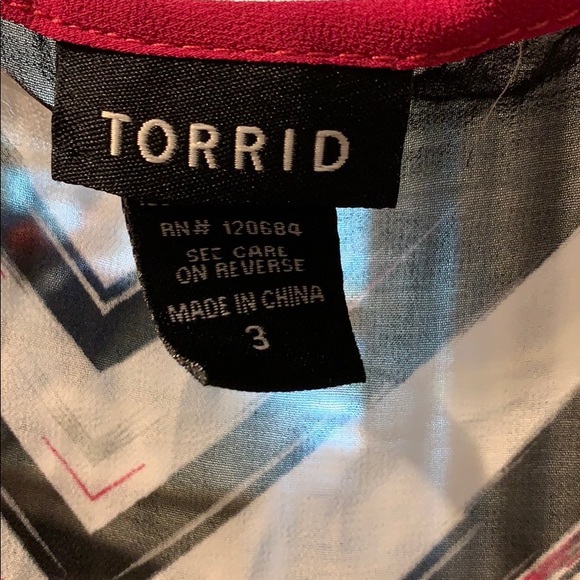 TORRID
RN# 120684
SEE CARE
ON REVERSE
MADE IN CHINA
3